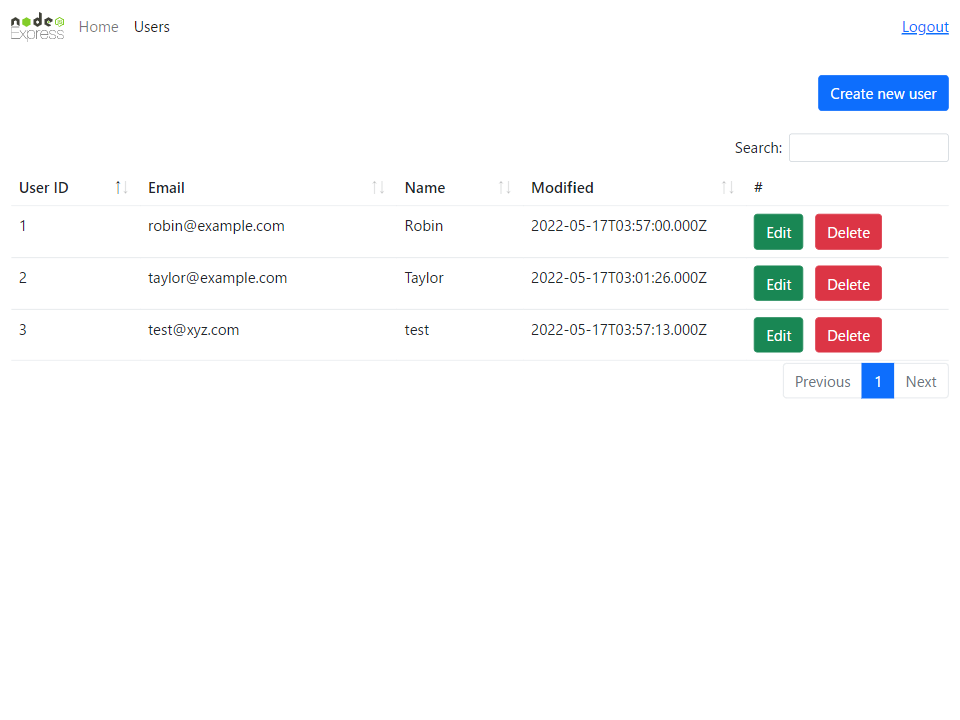 node Express Home Users Logout
Create new user
Search:
User ID Email Name Modified #
1 robin@example.com Robin 2022-05-17T03:57:00.000Z Edit Delete
2 taylor@example.com Taylor 2022-05-17T03:01:26.000Z Edit Delete
3 test@xyz.com test 2022-05-17T03:57:13.000Z Edit Delete
Previous 1 Next